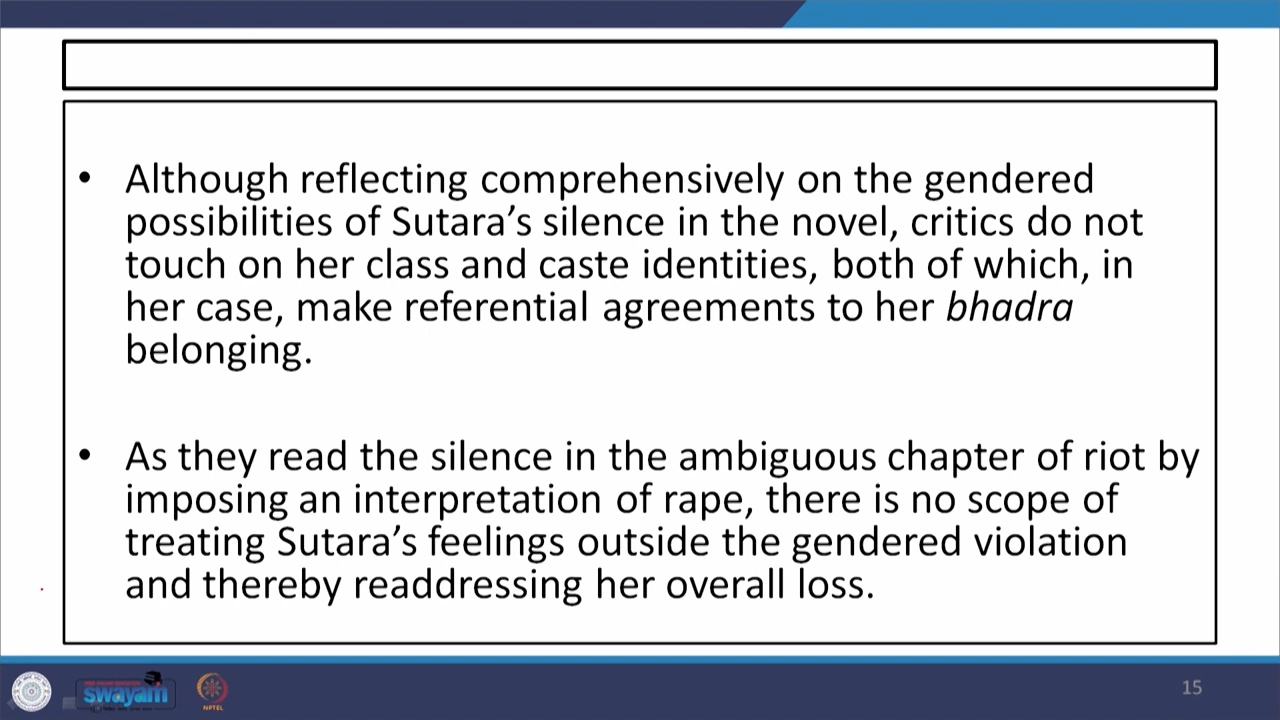 • Although reflecting comprehensively on the gendered
possibilities of Sutara’s silence in the novel, critics do not
touch on her class and caste identities, both of which, in
her case, make referential agreements to her bhadra
belonging.
• As they read the silence in the ambiguous chapter of riot by
imposing an interpretation of rape, there is no scope of
treating Sutara’s feelings outside the gendered violation
and thereby readdressing her overall loss.
swayam
NPTEL
15